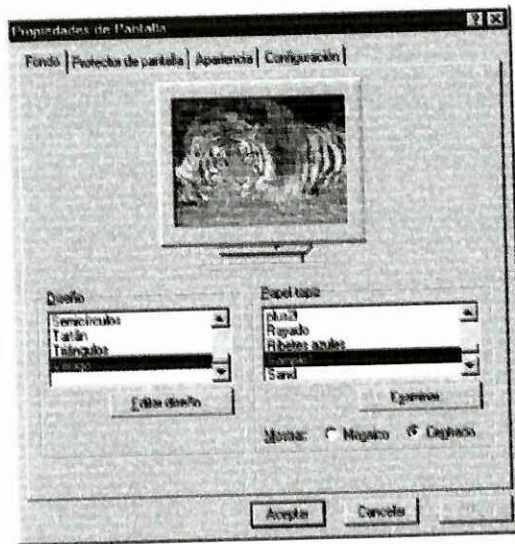 Propiedades de Pantalla
Fondo Protector de pantalla Apariencia Configuración
Diseño
Semicírculos
Tartán
Triángulos
Editar diseño
Papel tapiz
plus!
Rayado
Ribetes azules
Sand
Examinar
Mostrar: Mosaico Centrado
Aceptar Cancelar